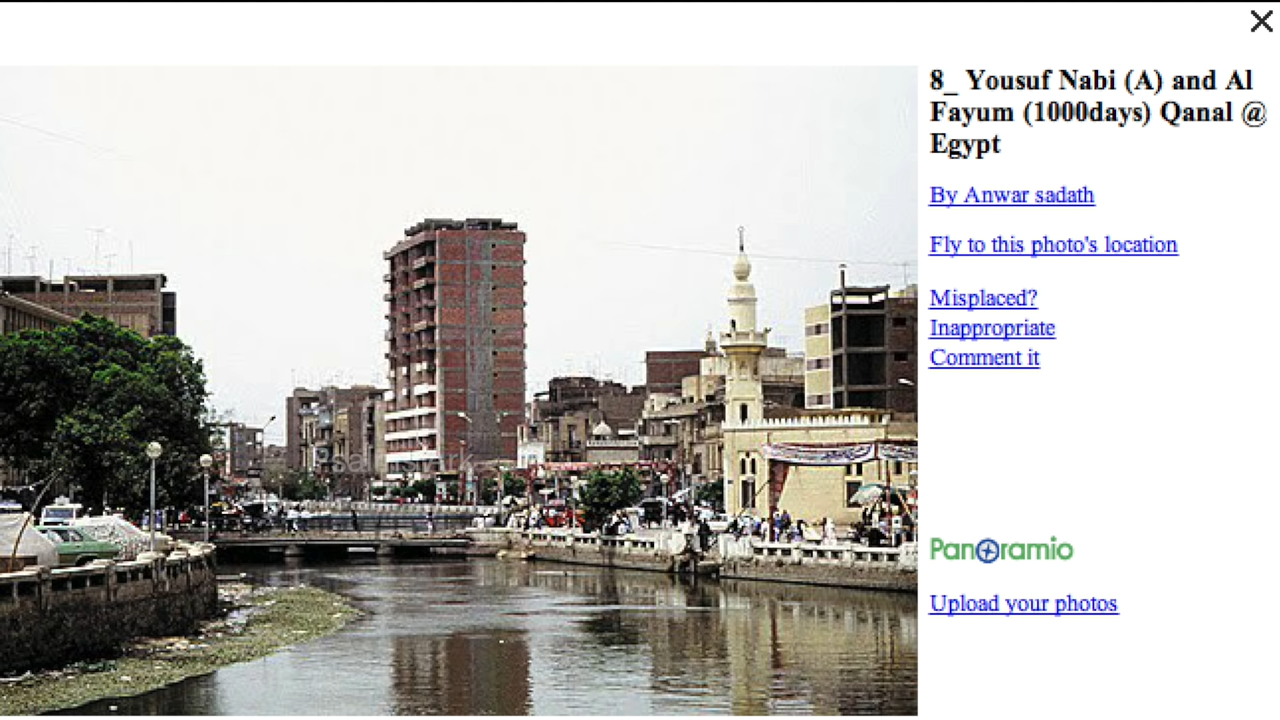 8_ Yousuf Nabi (A) and Al
Fayum (1000days) Qanal @
Egypt
By Anwar sadath
Fly to this photo's location
Misplaced?
Inappropriate
Comment it
Panoramio
Upload your photos